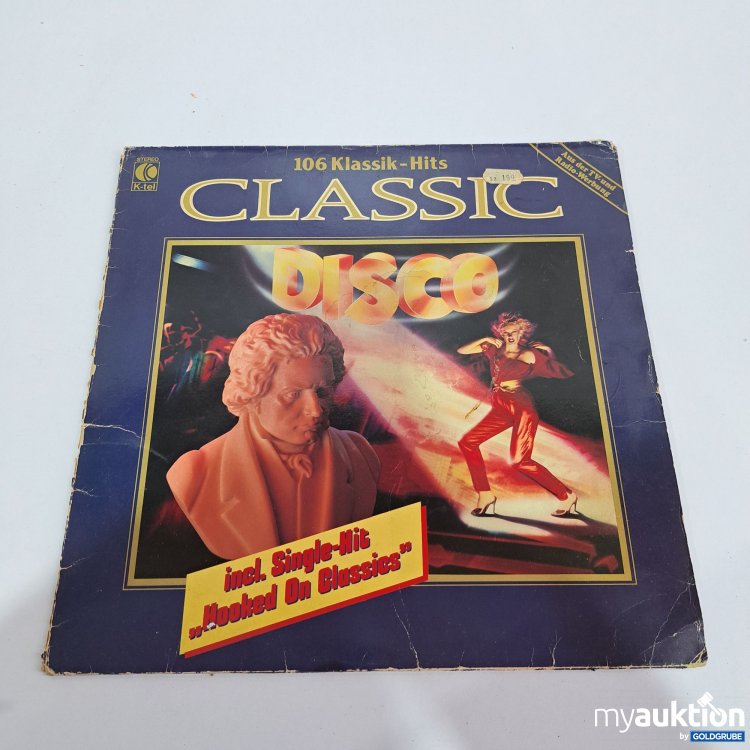 STEREO
K-tel
106 Klassik-Hits
CLASSIC
Aus der TV-und
Radio-Werbung
DISCO
incl. Single-Hit
„Hooked On Classics”
myauktion
by GOLDGRUBE